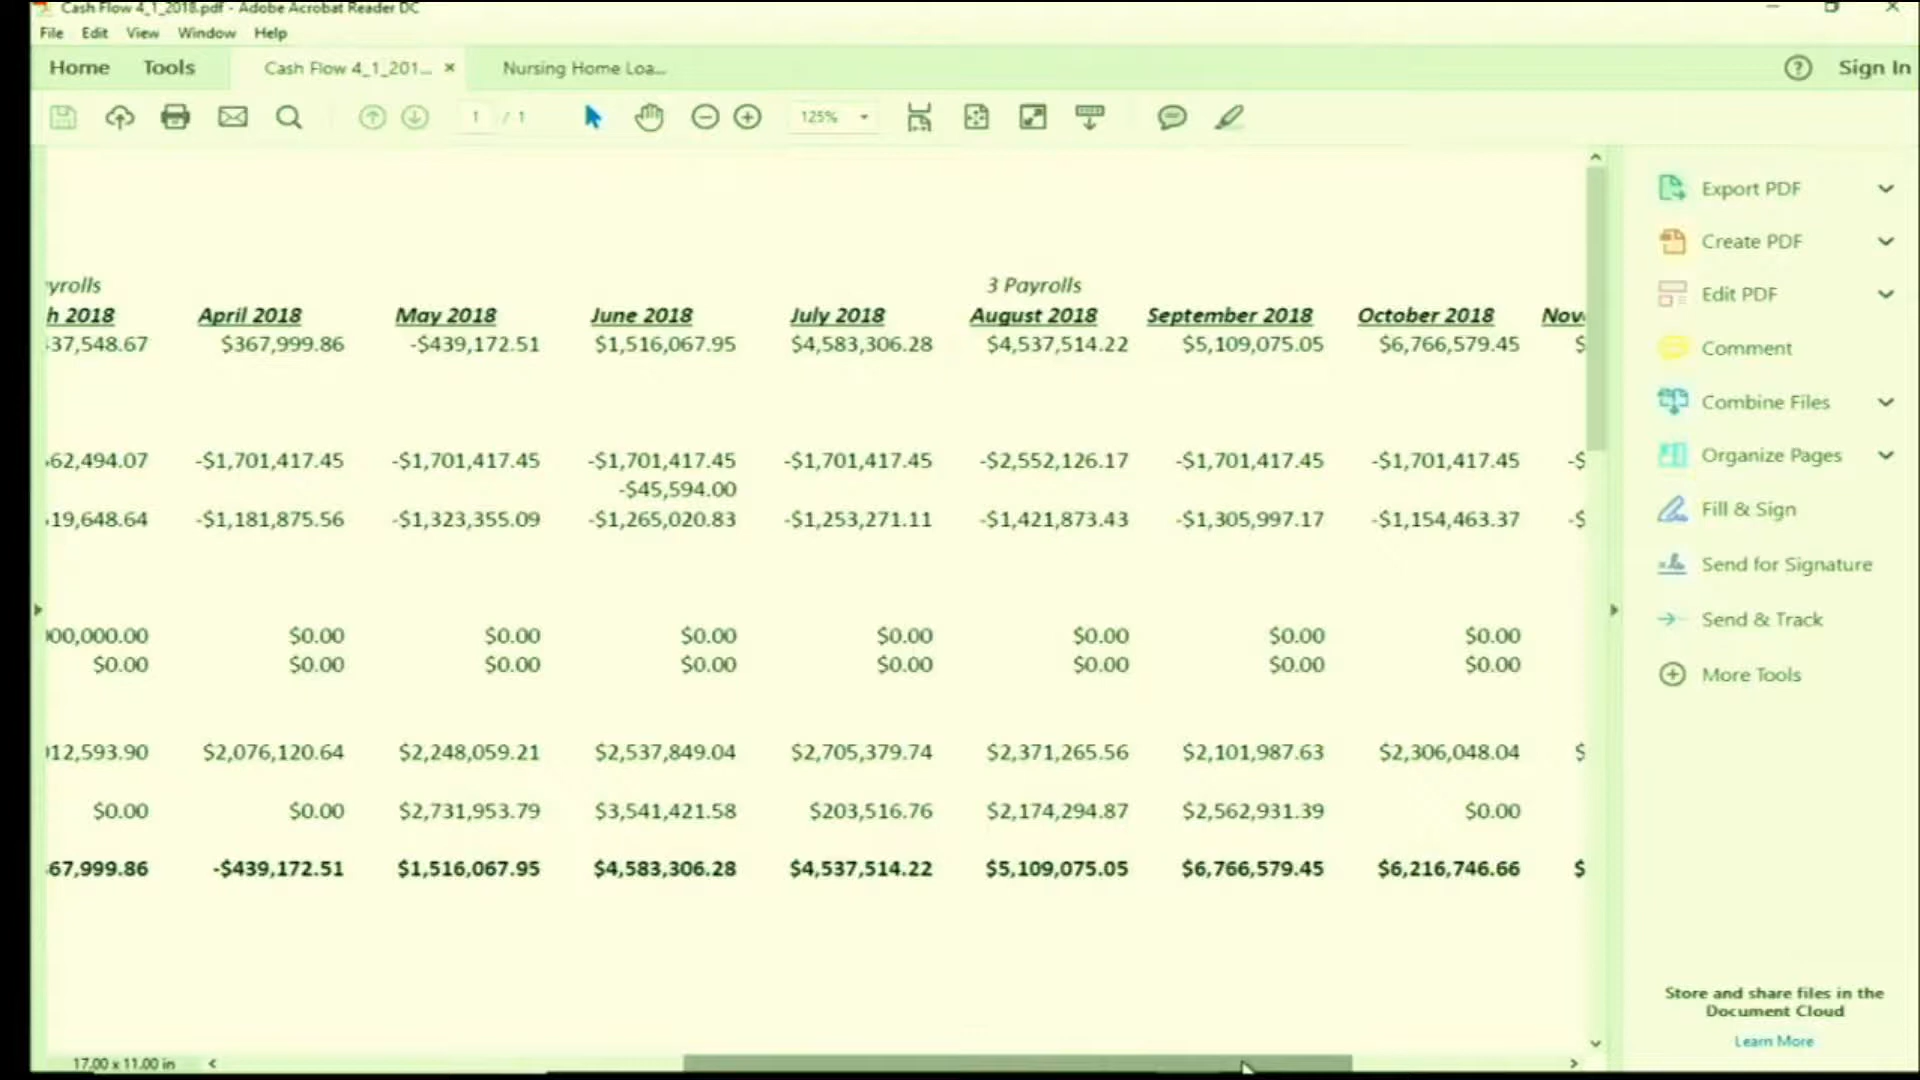 Cash Flow 4_1_2018.pdf - Adobe Acrobat Reader DC
File Edit View Window Help
Home Tools Cash Flow 4_1_201... × Nursing Home Loa... Sign In
1 / 1 125%
yrolls 3 Payrolls
h 2018 April 2018 May 2018 June 2018 July 2018 August 2018 September 2018 October 2018 Nov
37,548.67 $367,999.86 -$439,172.51 $1,516,067.95 $4,583,306.28 $4,537,514.22 $5,109,075.05 $6,766,579.45 $
62,494.07 -$1,701,417.45 -$1,701,417.45 -$1,701,417.45 -$1,701,417.45 -$2,552,126.17 -$1,701,417.45 -$1,701,417.45 -$
-$45,594.00
19,648.64 -$1,181,875.56 -$1,323,355.09 -$1,265,020.83 -$1,253,271.11 -$1,421,873.43 -$1,305,997.17 -$1,154,463.37 -$
00,000.00 $0.00 $0.00 $0.00 $0.00 $0.00 $0.00 $0.00
$0.00 $0.00 $0.00 $0.00 $0.00 $0.00 $0.00 $0.00
12,593.90 $2,076,120.64 $2,248,059.21 $2,537,849.04 $2,705,379.74 $2,371,265.56 $2,101,987.63 $2,306,048.04 $
$0.00 $0.00 $2,731,953.79 $3,541,421.58 $203,516.76 $2,174,294.87 $2,562,931.39 $0.00
67,999.86 -$439,172.51 $1,516,067.95 $4,583,306.28 $4,537,514.22 $5,109,075.05 $6,766,579.45 $6,216,746.66 $
17.00 x 11.00 in
Export PDF
Create PDF
Edit PDF
Comment
Combine Files
Organize Pages
Fill & Sign
Send for Signature
Send & Track
More Tools
Store and share files in the
Document Cloud
Learn More